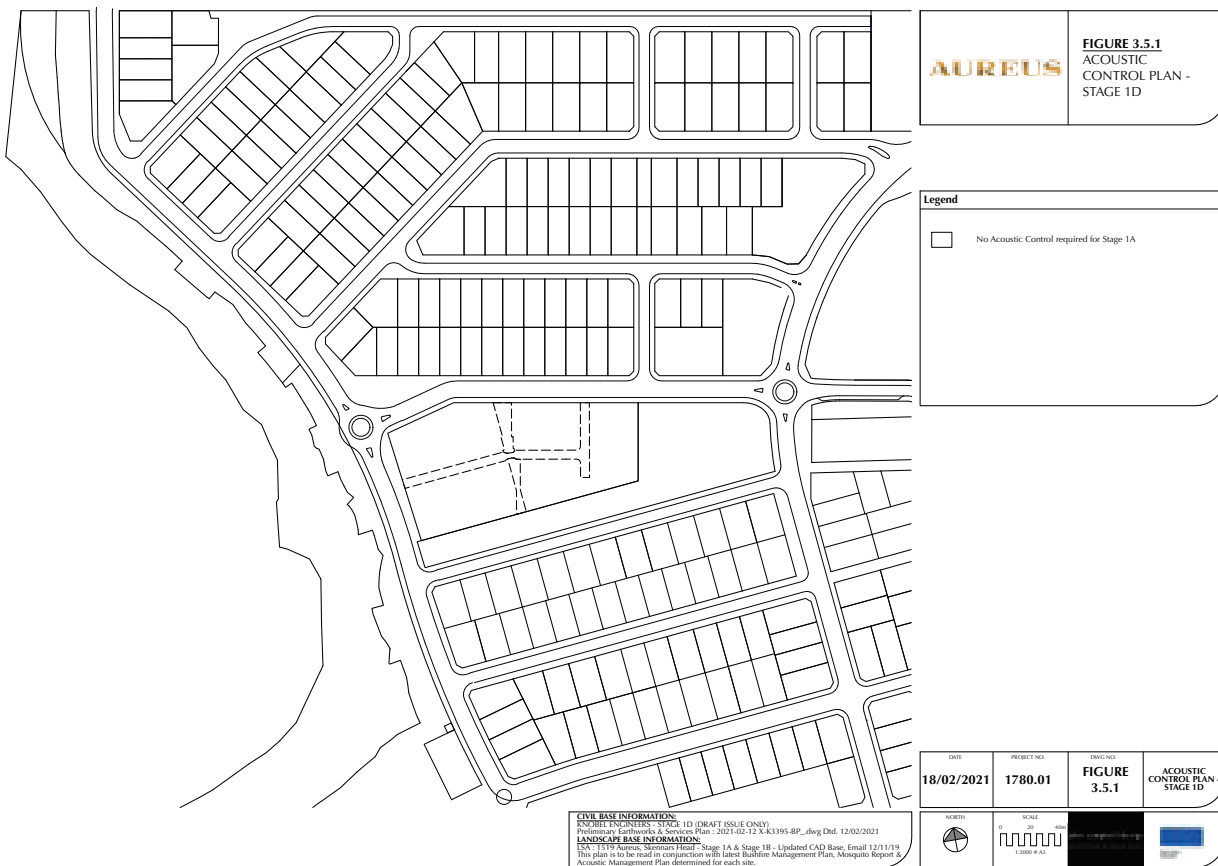 AUREUS
FIGURE 3.5.1
ACOUSTIC
CONTROL PLAN -
STAGE 1D
Legend
No Acoustic Control required for Stage 1A
DATE
18/02/2021
PROJECT NO.
1780.01
DWG NO.
FIGURE
3.5.1
ACOUSTIC
CONTROL PLAN -
STAGE 1D
NORTH
SCALE
0 20 40m
1:2000 @ A3
CIVIL BASE INFORMATION:
KNOBEL ENGINEERS - STAGE 1D (DRAFT ISSUE ONLY)
Preliminary Earthworks & Services Plan : 2021-02-12 X-K3395-BP_.dwg Dtd. 12/02/2021
LANDSCAPE BASE INFORMATION:
LSA : 1519 Aureus, Skennars Head - Stage 1A & Stage 1B - Updated CAD Base, Email 12/11/19
This plan is to be read in conjunction with latest Bushfire Management Plan, Mosquito Report &
Acoustic Management Plan determined for each site.